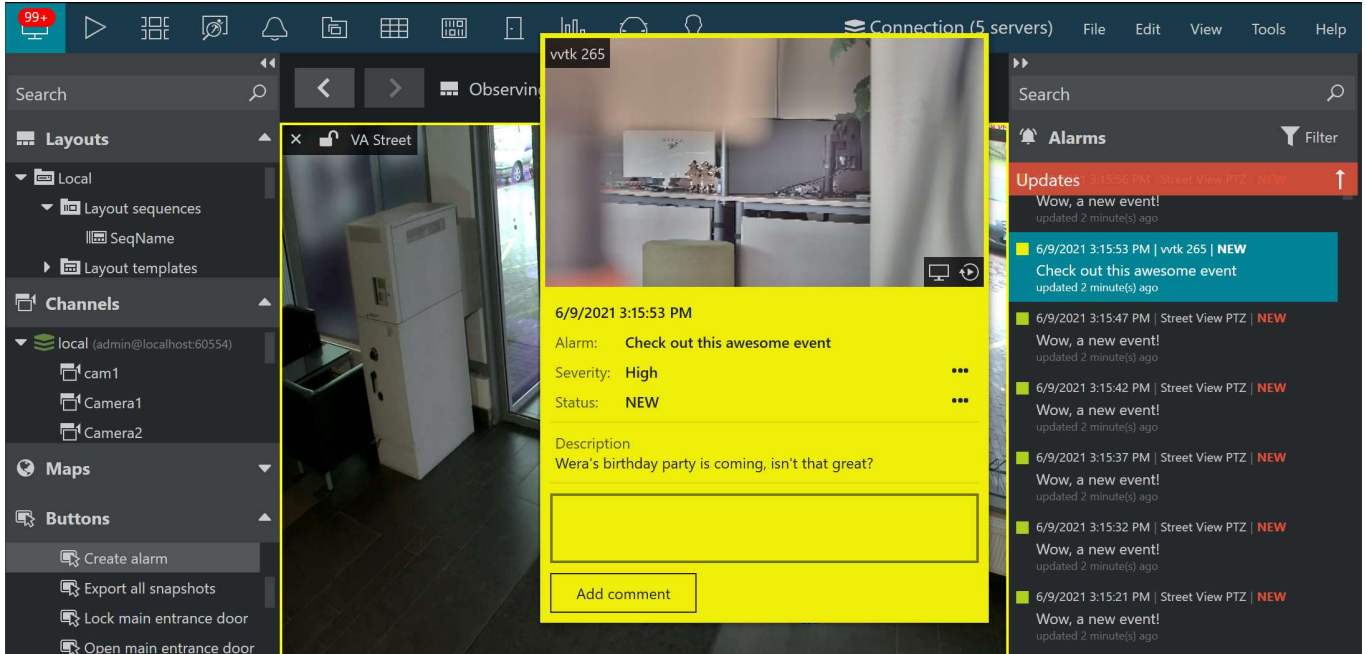 99+
Connection (5 servers)
File
Edit
View
Tools
Help
Search
Layouts
Local
Layout sequences
SeqName
Layout templates
Channels
local (admin@localhost:60554)
cam1
Camera1
Camera2
Maps
Buttons
Create alarm
Export all snapshots
Lock main entrance door
Open main entrance door
Observing
VA Street
vvtk 265
6/9/2021 3:15:53 PM
Alarm: Check out this awesome event
Severity: High
Status: NEW
Description
Wera's birthday party is coming, isn't that great?
Add comment
Search
Alarms
Filter
Updates
3:15:56 PM | Street View PTZ | NEW
Wow, a new event!
updated 2 minute(s) ago
6/9/2021 3:15:53 PM | vvtk 265 | NEW
Check out this awesome event
updated 2 minute(s) ago
6/9/2021 3:15:47 PM | Street View PTZ | NEW
Wow, a new event!
updated 2 minute(s) ago
6/9/2021 3:15:42 PM | Street View PTZ | NEW
Wow, a new event!
updated 2 minute(s) ago
6/9/2021 3:15:37 PM | Street View PTZ | NEW
Wow, a new event!
updated 2 minute(s) ago
6/9/2021 3:15:32 PM | Street View PTZ | NEW
Wow, a new event!
updated 2 minute(s) ago
6/9/2021 3:15:21 PM | Street View PTZ | NEW
Wow, a new event!
updated 2 minute(s) ago